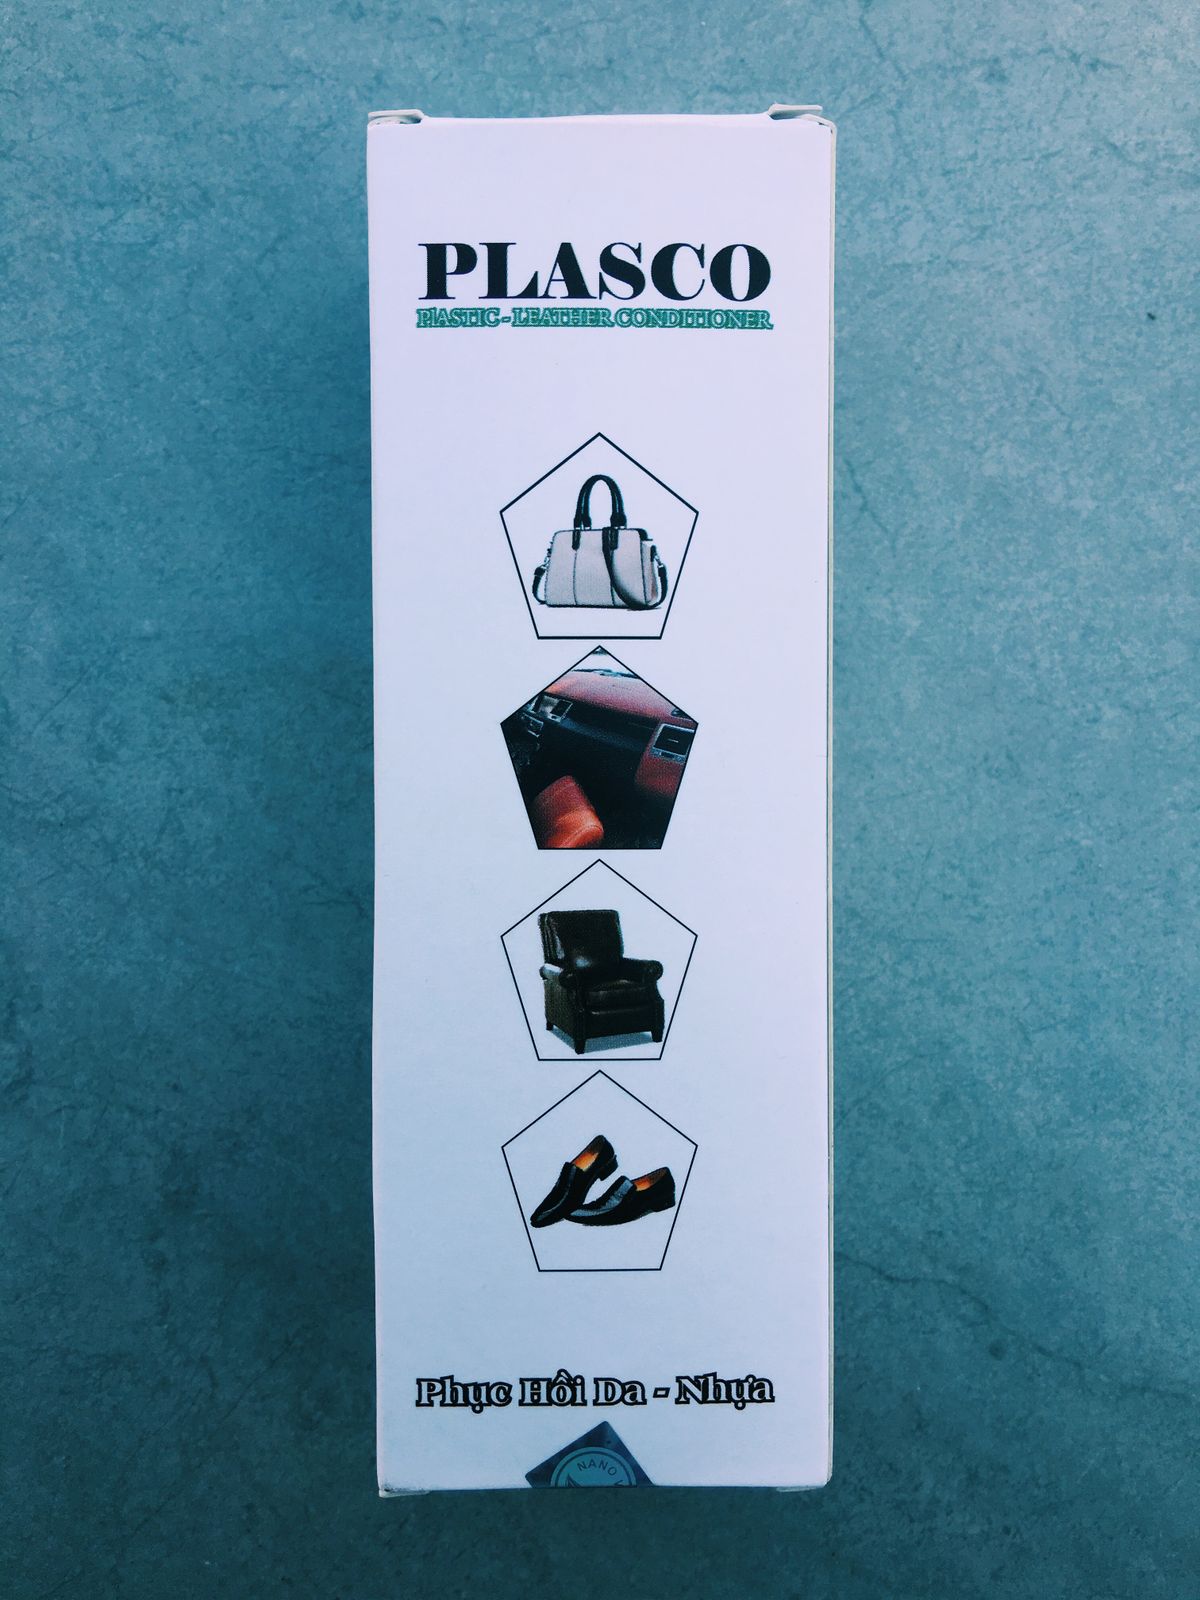 PLASCO
PlASTIC - LEATHER CONDITIONER
Phục Hồi Da - Nhựa
NANO